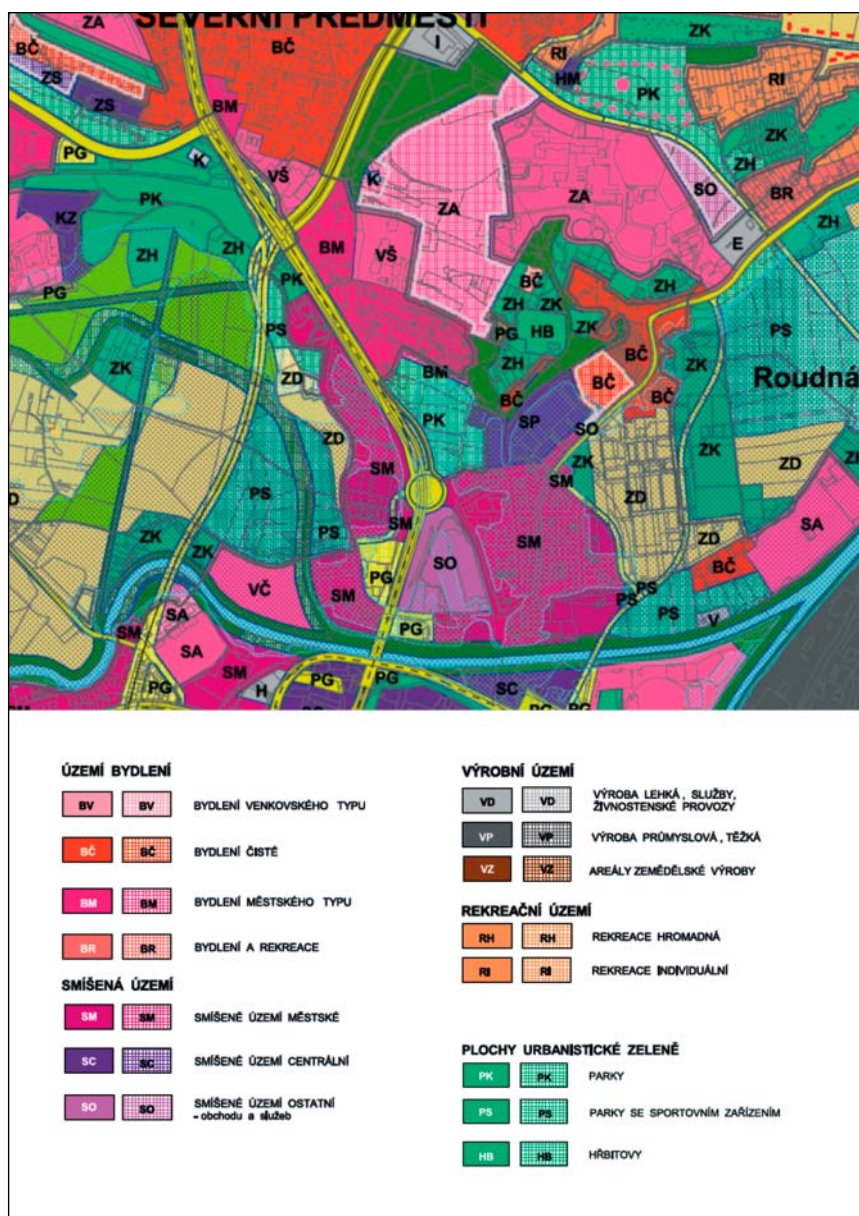 SEVERNÍ PŘEDMĚSTÍ
ZA
BČ
I
RI
ZK
BČ
HM
PK
RI
ZS
ZS
BM
PG
K
VŠ
K
ZA
ZA
SO
ZK
ZH
BR
PK
KZ
ZH
ZH
BM
VŠ
E
ZH
PG
PK
BČ
ZH
ZH
ZK
PS
PG
HB
ZK
PS
ZK
ZD
BM
ZH
BČ
ZK
Roudná
PK
BČ
BČ
BČ
SP
SO
ZD
SM
ZK
ZK
ZD
D
PS
SM
ZD
ZK
ZK
PS
SM
SM
ZD
SA
VČ
SM
PG
SO
BČ
PS
PS
PS
SA
SM
PG
V
SA
SM
PG
H
PG
PG
SC
SM
PG
PG
ÚZEMÍ BYDLENÍ
BV BV BYDLENÍ VENKOVSKÉHO TYPU
BČ BČ BYDLENÍ ČISTÉ
BM BM BYDLENÍ MĚSTSKÉHO TYPU
BR BR BYDLENÍ A REKREACE
SMÍŠENÁ ÚZEMÍ
SM SM SMÍŠENÉ ÚZEMÍ MĚSTSKÉ
SC SC SMÍŠENÉ ÚZEMÍ CENTRÁLNÍ
SO SO SMÍŠENÉ ÚZEMÍ OSTATNÍ
- obchodu a služeb
VÝROBNÍ ÚZEMÍ
VD VD VÝROBA LEHKÁ, SLUŽBY,
ŽIVNOSTENSKÉ PROVOZY
VP VP VÝROBA PRŮMYSLOVÁ, TĚŽKÁ
VZ VZ AREÁLY ZEMĚDĚLSKÉ VÝROBY
REKREAČNÍ ÚZEMÍ
RH RH REKREACE HROMADNÁ
RI RI REKREACE INDIVIDUÁLNÍ
PLOCHY URBANISTICKÉ ZELENĚ
PK PK PARKY
PS PS PARKY SE SPORTOVNÍM ZAŘÍZENÍM
HB HB HŘBITOVY